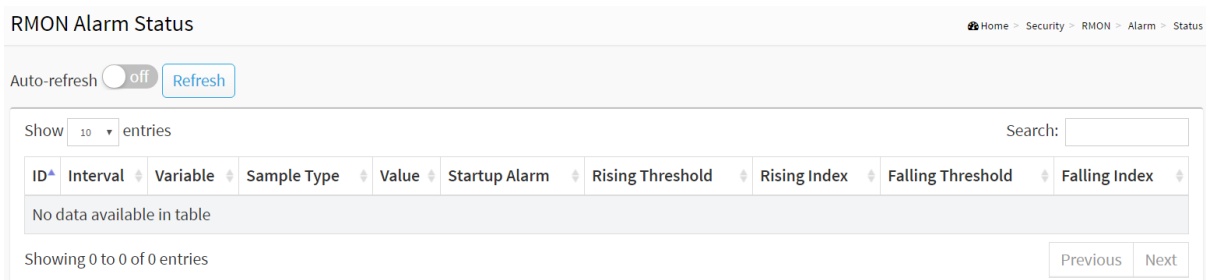 RMON Alarm Status
Home > Security > RMON > Alarm > Status
Auto-refresh off Refresh
Show 10 entries Search:
ID Interval Variable Sample Type Value Startup Alarm Rising Threshold Rising Index Falling Threshold Falling Index
No data available in table
Showing 0 to 0 of 0 entries
Previous Next